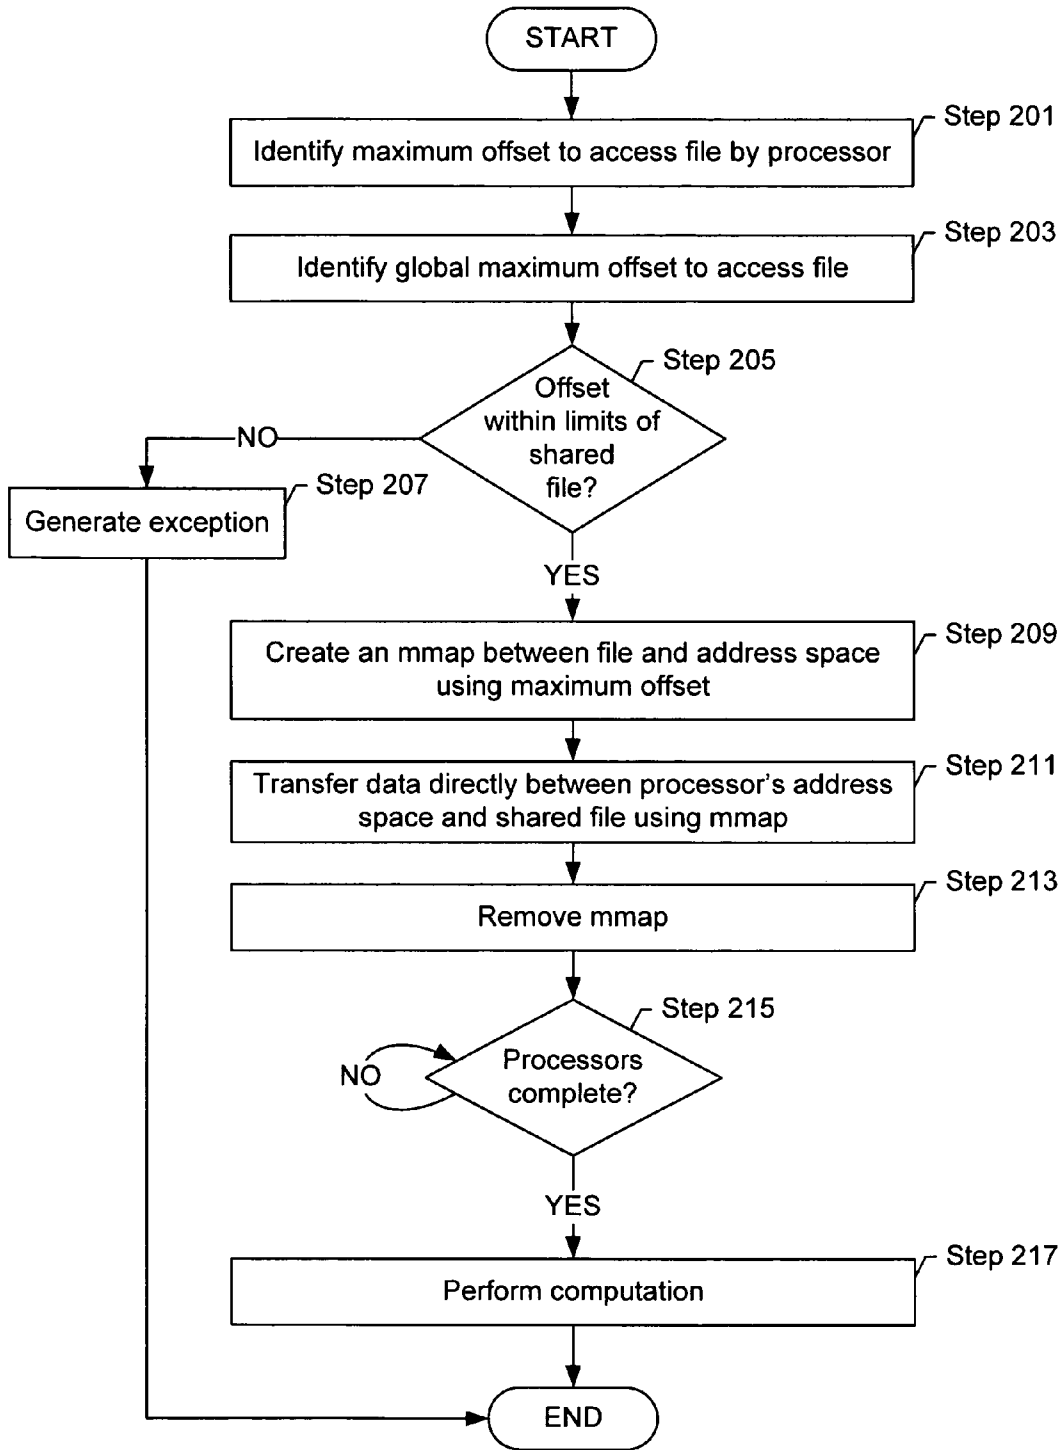 START
Step 201
Identify maximum offset to access file by processor
Step 203
Identify global maximum offset to access file
Step 205
Offset
within limits of
shared
file?
NO
Step 207
Generate exception
YES
Step 209
Create an mmap between file and address space
using maximum offset
Step 211
Transfer data directly between processor's address
space and shared file using mmap
Step 213
Remove mmap
Step 215
Processors
complete?
NO
YES
Step 217
Perform computation
END